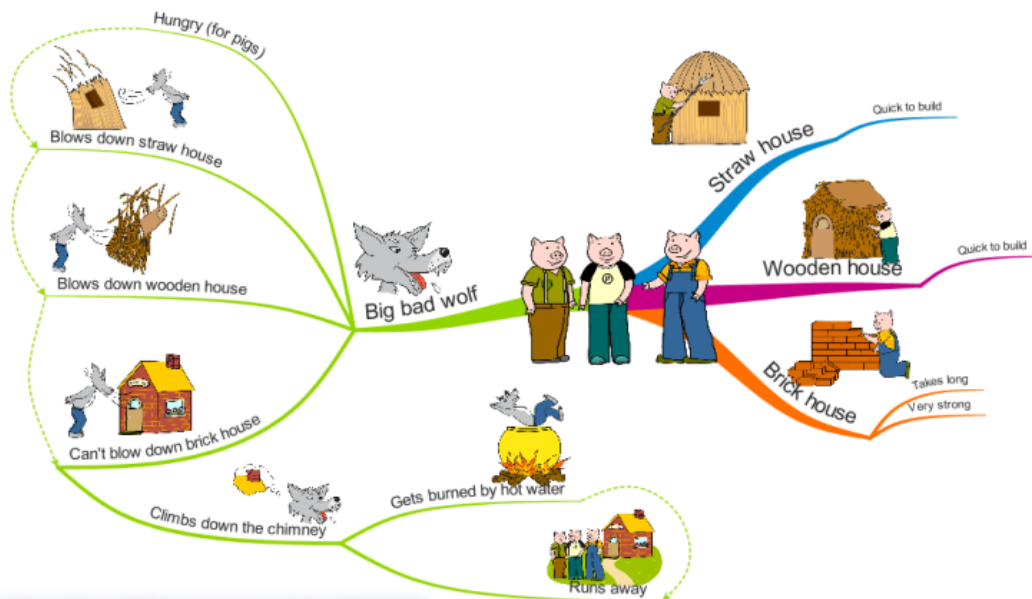 Hungry (for pigs)
Blows down straw house
Blows down wooden house
Can't blow down brick house
Climbs down the chimney
Gets burned by hot water
Runs away
Big bad wolf
Straw house
Quick to build
Wooden house
Quick to build
Brick house
Takes long
Very strong